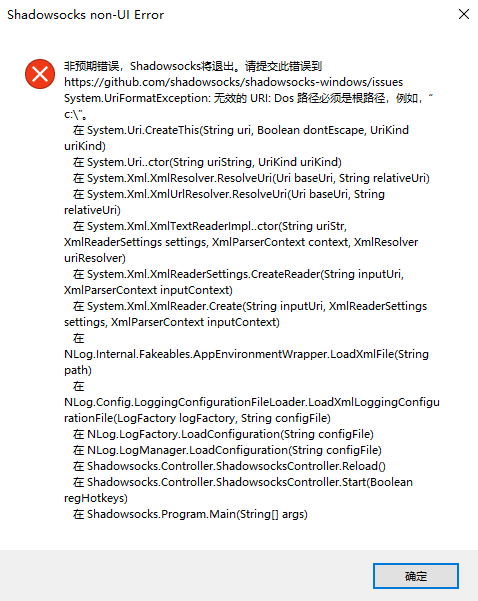 Shadowsocks non-UI Error
非预期错误，Shadowsocks将退出。请提交此错误到
https://github.com/shadowsocks/shadowsocks-windows/issues
System.UriFormatException: 无效的 URI: Dos 路径必须是根路径，例如，“
c:\”。
在 System.Uri.CreateThis(String uri, Boolean dontEscape, UriKind
uriKind)
在 System.Uri..ctor(String uriString, UriKind uriKind)
在 System.Xml.XmlResolver.ResolveUri(Uri baseUri, String relativeUri)
在 System.Xml.XmlUrlResolver.ResolveUri(Uri baseUri, String
relativeUri)
在 System.Xml.XmlTextReaderImpl..ctor(String uriStr,
XmlReaderSettings settings, XmlParserContext context, XmlResolver
uriResolver)
在 System.Xml.XmlReaderSettings.CreateReader(String inputUri,
XmlParserContext inputContext)
在 System.Xml.XmlReader.Create(String inputUri, XmlReaderSettings
settings, XmlParserContext inputContext)
在
NLog.Internal.Fakeables.AppEnvironmentWrapper.LoadXmlFile(String
path)
在
NLog.Config.LoggingConfigurationFileLoader.LoadXmlLoggingConfigu
rationFile(LogFactory logFactory, String configFile)
在 NLog.LogFactory.LoadConfiguration(String configFile)
在 NLog.LogManager.LoadConfiguration(String configFile)
在 Shadowsocks.Controller.ShadowsocksController.Reload()
在 Shadowsocks.Controller.ShadowsocksController.Start(Boolean
regHotkeys)
在 Shadowsocks.Program.Main(String[] args)
确定